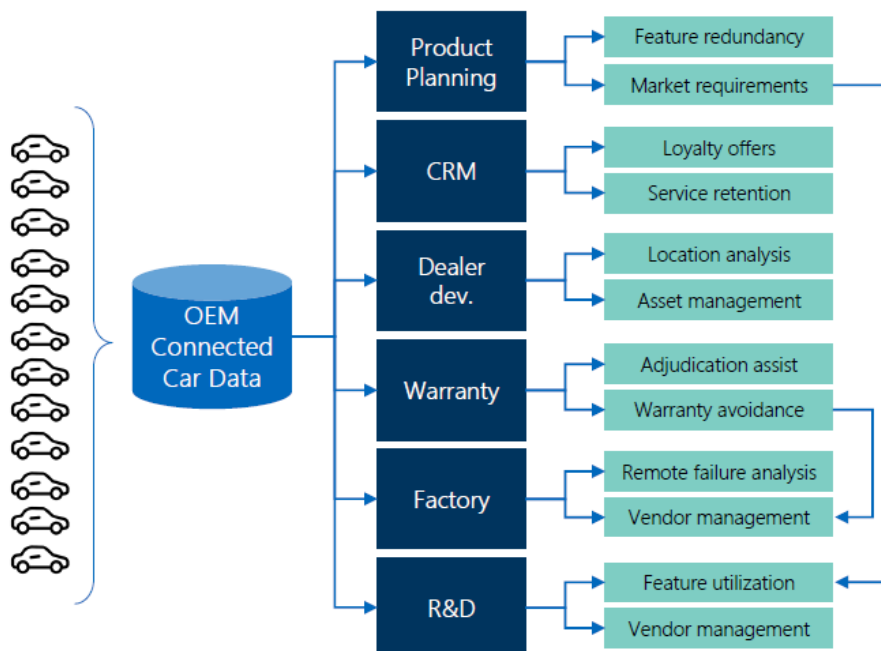 OEM
Connected
Car Data
Product
Planning
Feature redundancy
Market requirements
CRM
Loyalty offers
Service retention
Dealer
dev.
Location analysis
Asset management
Warranty
Adjudication assist
Warranty avoidance
Factory
Remote failure analysis
Vendor management
R&D
Feature utilization
Vendor management